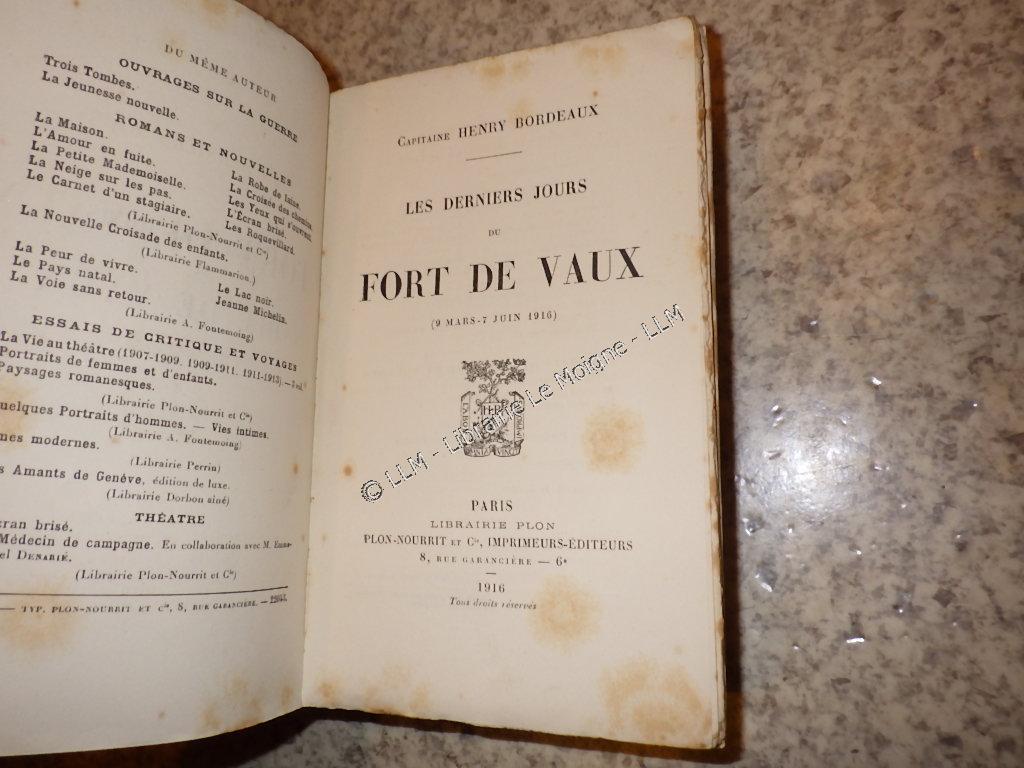 DU MÊME AUTEUR
OUVRAGES SUR LA GUERRE
Trois Tombes.
La Jeunesse nouvelle.
ROMANS ET NOUVELLES
La Maison.
L'Amour en fuite.
La Petite Mademoiselle.
La Neige sur les pas.
Le Carnet d'un stagiaire.
La Robe de laine.
La Croisée des chemins.
Les Yeux qui s'ouvrent.
L'Écran brisé.
Les Roquevillard.
(Librairie Plon-Nourrit et Cie)
La Nouvelle Croisade des enfants.
(Librairie Flammarion.)
La Peur de vivre.
Le Pays natal.
La Voie sans retour.
Le Lac noir.
Jeanne Michelin.
(Librairie A. Fontemoing)
ESSAIS DE CRITIQUE ET VOYAGES
La Vie au théâtre (1907-1909, 1909-1911, 1911-1913).
Portraits de femmes et d'enfants.
Paysages romanesques.
(Librairie Plon-Nourrit et Cie)
uelques Portraits d'hommes. — Vies intimes.
(Librairie A. Fontemoing)
mes modernes.
(Librairie Perrin)
s Amants de Genève, édition de luxe.
(Librairie Dorbon aîné)
THÉATRE
cran brisé.
Médecin de campagne. En collaboration avec M. Emma-
el DENARIÉ.
(Librairie Plon-Nourrit et Cie)
— TYP. PLON-NOURRIT ET Cie, 8, RUE GARANCIÈRE. — 22043.
CAPITAINE HENRY BORDEAUX
LES DERNIERS JOURS
DU
FORT DE VAUX
(9 MARS-7 JUIN 1916)
PARIS
LIBRAIRIE PLON
PLON-NOURRIT ET Cie, IMPRIMEURS-ÉDITEURS
8, RUE GARANCIÈRE — 6e
1916
Tous droits réservés
© LLM - Librairie Le Moigne - LLM